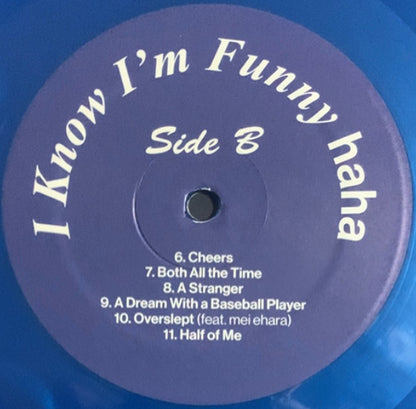 I Know I'm Funny haha
Side B
6. Cheers
7. Both All the Time
8. A Stranger
9. A Dream With a Baseball Player
10. Overslept (feat. mei ehara)
11. Half of Me